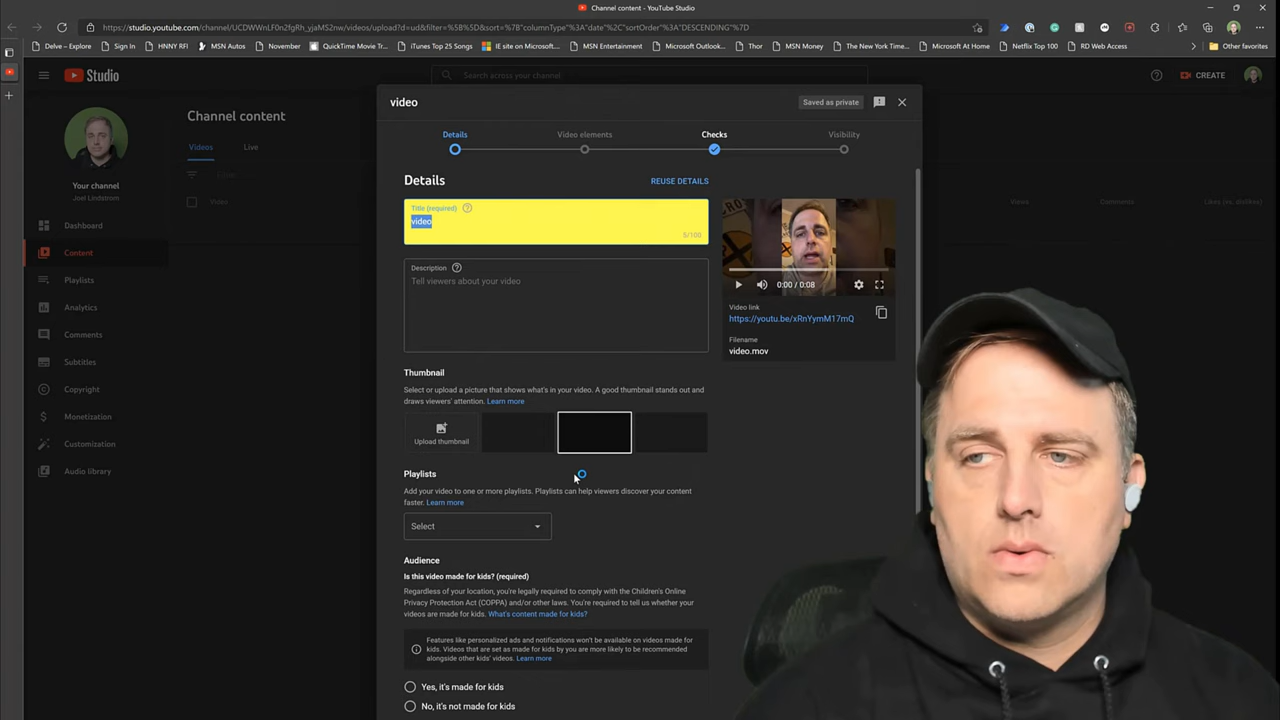 Channel content - YouTube Studio
https://studio.youtube.com/channel/UCDWWnLF0n2fgRh_yjaMS2nw/videos/upload?d=ud&filter=%5B%5D&sort=%7B"columnType"%3A"date"%2C"sortOrder"%3A"DESCENDING"%7D
Delve – Explore
Sign In
HNNY RFI
MSN Autos
November
QuickTime Movie Tr...
iTunes Top 25 Songs
IE site on Microsoft...
MSN Entertainment
Microsoft Outlook...
Thor
MSN Money
The New York Time...
Microsoft At Home
Netflix Top 100
RD Web Access
Other favorites
Studio
Search across your channel
CREATE
Your channel
Joel Lindstrom
Dashboard
Content
Playlists
Analytics
Comments
Subtitles
Copyright
Monetization
Customization
Audio library
Channel content
Videos
Live
Filter
Video
Views
Comments
Likes (vs. dislikes)
video
Saved as private
Details
Video elements
Checks
Visibility
Details
REUSE DETAILS
Title (required)
video
5/100
Description
Tell viewers about your video
0:00 / 0:08
Video link
https://youtu.be/xRnYymM17mQ
Filename
video.mov
Thumbnail
Select or upload a picture that shows what's in your video. A good thumbnail stands out and
draws viewers' attention. Learn more
Upload thumbnail
Playlists
Add your video to one or more playlists. Playlists can help viewers discover your content
faster. Learn more
Select
Audience
Is this video made for kids? (required)
Regardless of your location, you're legally required to comply with the Children's Online
Privacy Protection Act (COPPA) and/or other laws. You're required to tell us whether your
videos are made for kids. What's content made for kids?
Features like personalized ads and notifications won't be available on videos made for
kids. Videos that are set as made for kids by you are more likely to be recommended
alongside other kids' videos. Learn more
Yes, it's made for kids
No, it's not made for kids